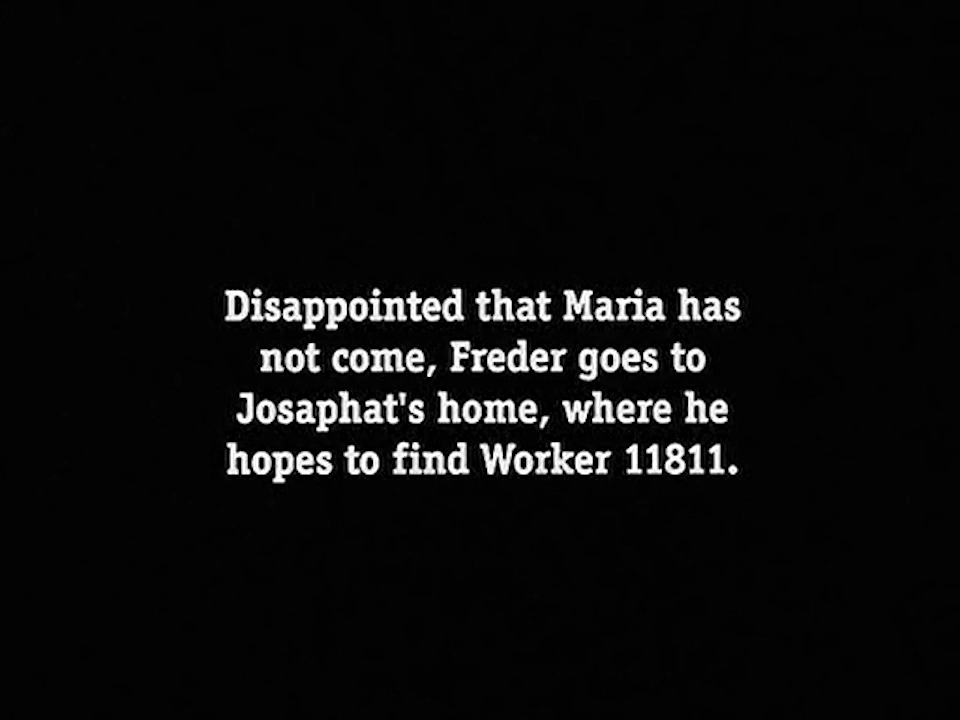 Disappointed that Maria has
not come, Freder goes to
Josaphat's home, where he
hopes to find Worker 11811.